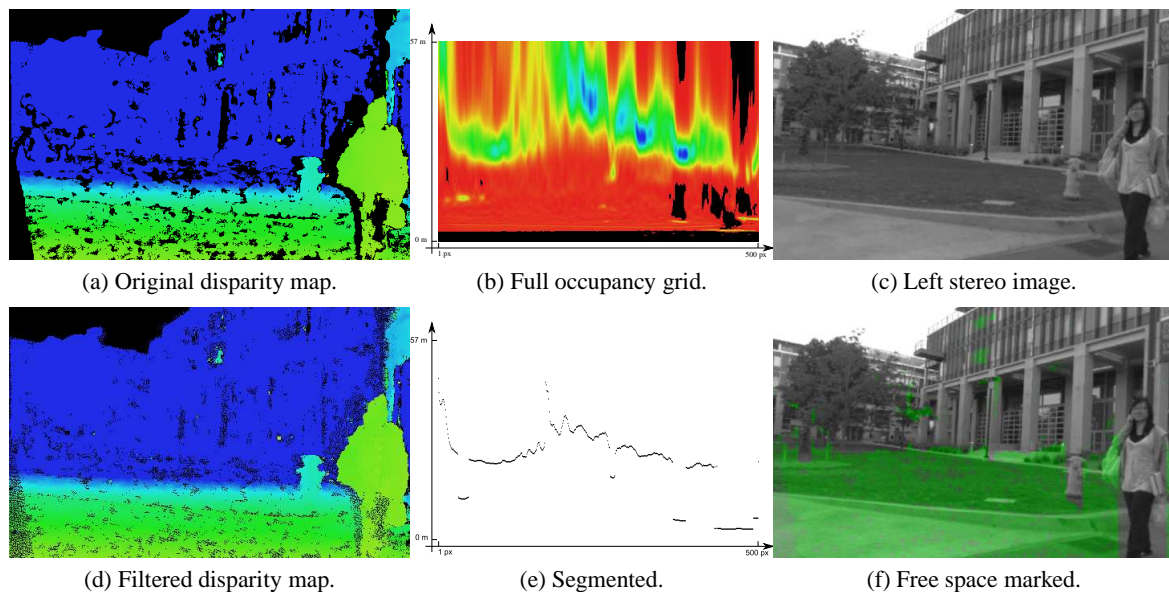 57 m
0 m
1 px
500 px
(a) Original disparity map.
(b) Full occupancy grid.
(c) Left stereo image.
57 m
0 m
1 px
500 px
(d) Filtered disparity map.
(e) Segmented.
(f) Free space marked.